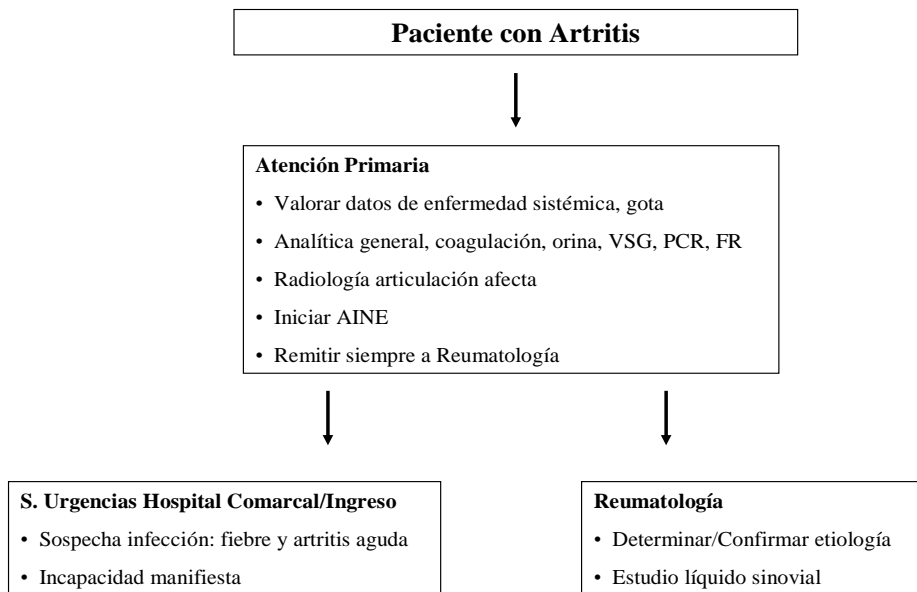 Paciente con Artritis
Atención Primaria
• Valorar datos de enfermedad sistémica, gota
• Analítica general, coagulación, orina, VSG, PCR, FR
• Radiología articulación afecta
• Iniciar AINE
• Remitir siempre a Reumatología
S. Urgencias Hospital Comarcal/Ingreso
• Sospecha infección: fiebre y artritis aguda
• Incapacidad manifiesta
Reumatología
• Determinar/Confirmar etiología
• Estudio líquido sinovial